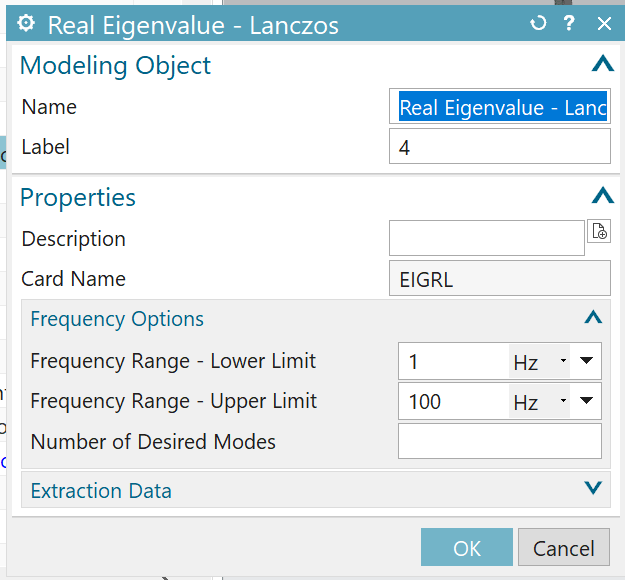 Real Eigenvalue - Lanczos
?
Modeling Object
Name Real Eigenvalue - Lanc
Label 4
Properties
Description
Card Name EIGRL
Frequency Options
Frequency Range - Lower Limit 1 Hz
Frequency Range - Upper Limit 100 Hz
Number of Desired Modes
Extraction Data
OK Cancel